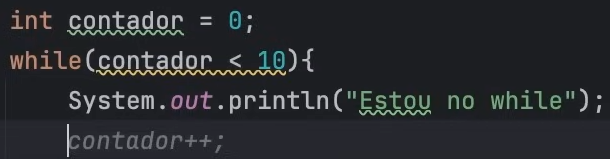 int contador = 0;
while(contador < 10){
    System.out.println("Estou no while");
    contador++;